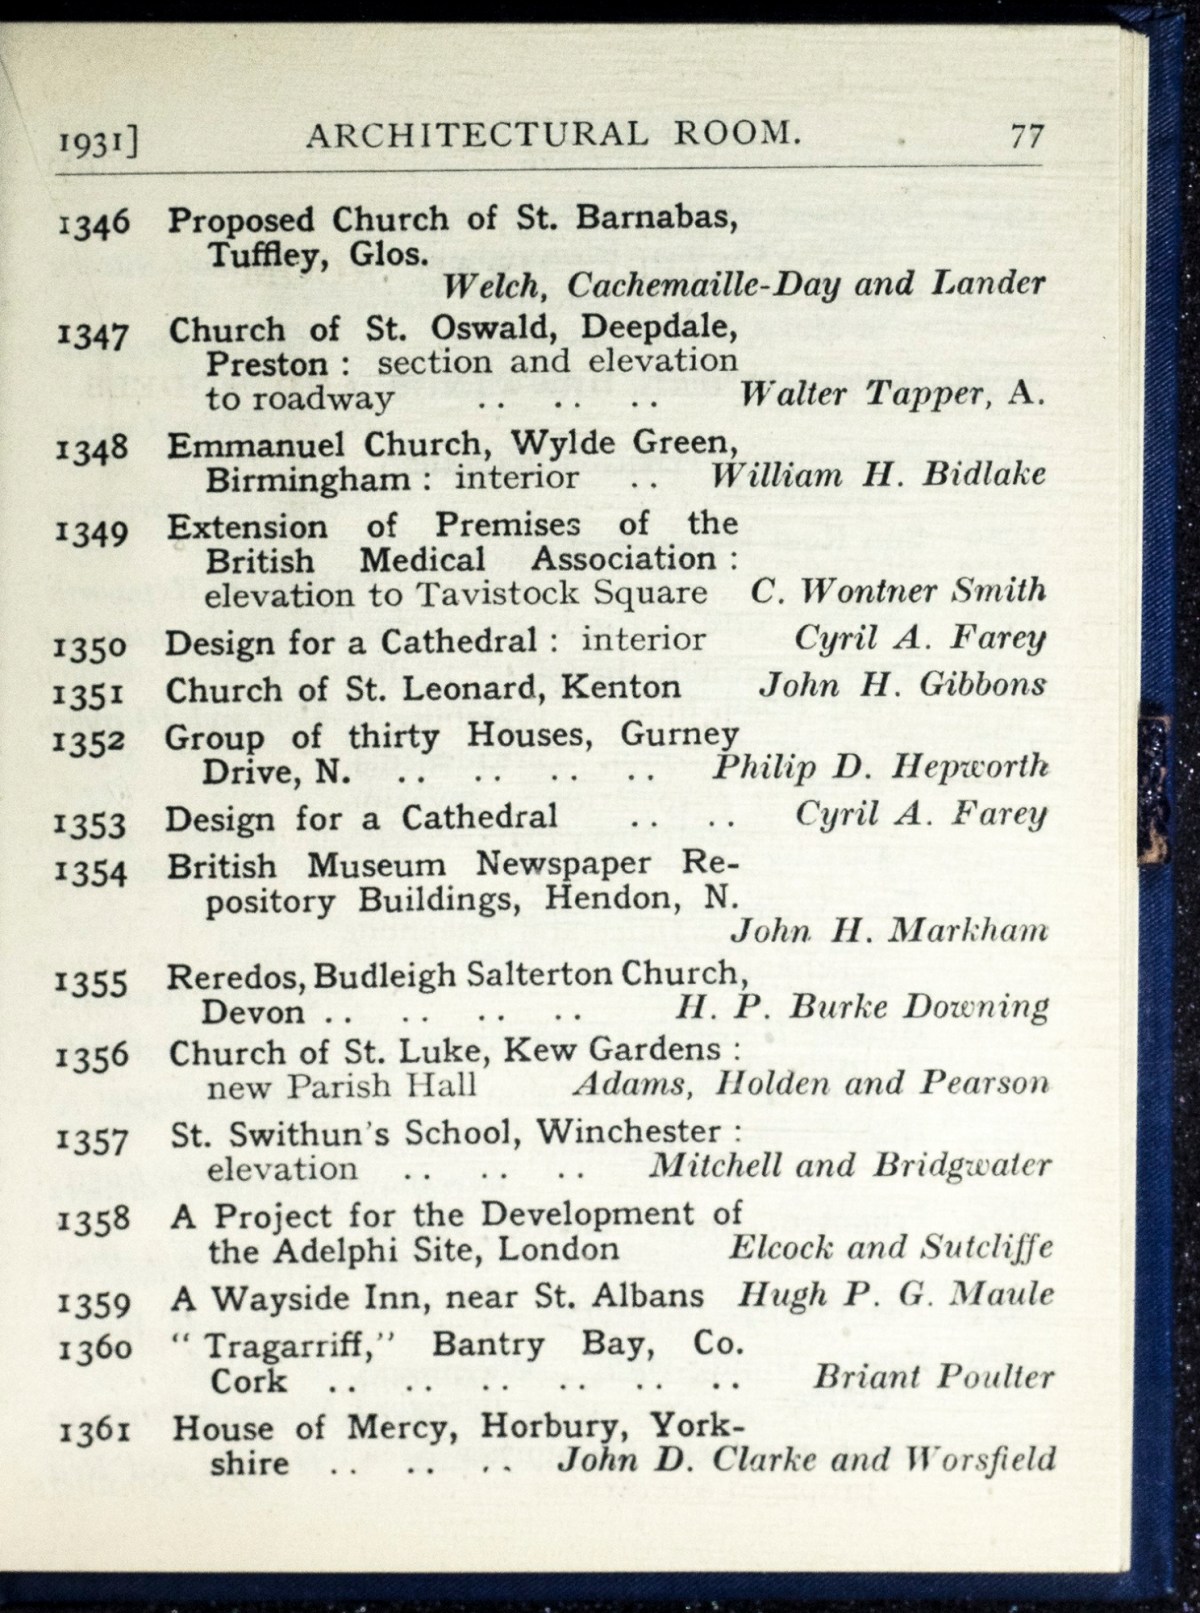 1931] ARCHITECTURAL ROOM. 77
1346 Proposed Church of St. Barnabas,
Tuffley, Glos.
Welch, Cachemaille-Day and Lander
1347 Church of St. Oswald, Deepdale,
Preston : section and elevation
to roadway .. .. .. Walter Tapper, A.
1348 Emmanuel Church, Wylde Green,
Birmingham : interior .. William H. Bidlake
1349 Extension of Premises of the
British Medical Association :
elevation to Tavistock Square C. Wontner Smith
1350 Design for a Cathedral : interior Cyril A. Farey
1351 Church of St. Leonard, Kenton John H. Gibbons
1352 Group of thirty Houses, Gurney
Drive, N. .. .. .. .. Philip D. Hepworth
1353 Design for a Cathedral .. .. Cyril A. Farey
1354 British Museum Newspaper Re-
pository Buildings, Hendon, N.
John H. Markham
1355 Reredos, Budleigh Salterton Church,
Devon .. .. .. .. H. P. Burke Downing
1356 Church of St. Luke, Kew Gardens :
new Parish Hall Adams, Holden and Pearson
1357 St. Swithun's School, Winchester :
elevation .. .. .. Mitchell and Bridgwater
1358 A Project for the Development of
the Adelphi Site, London Elcock and Sutcliffe
1359 A Wayside Inn, near St. Albans Hugh P. G. Maule
1360 “ Tragarriff,” Bantry Bay, Co.
Cork .. .. .. .. .. .. Briant Poulter
1361 House of Mercy, Horbury, York-
shire .. .. .. John D. Clarke and Worsfield